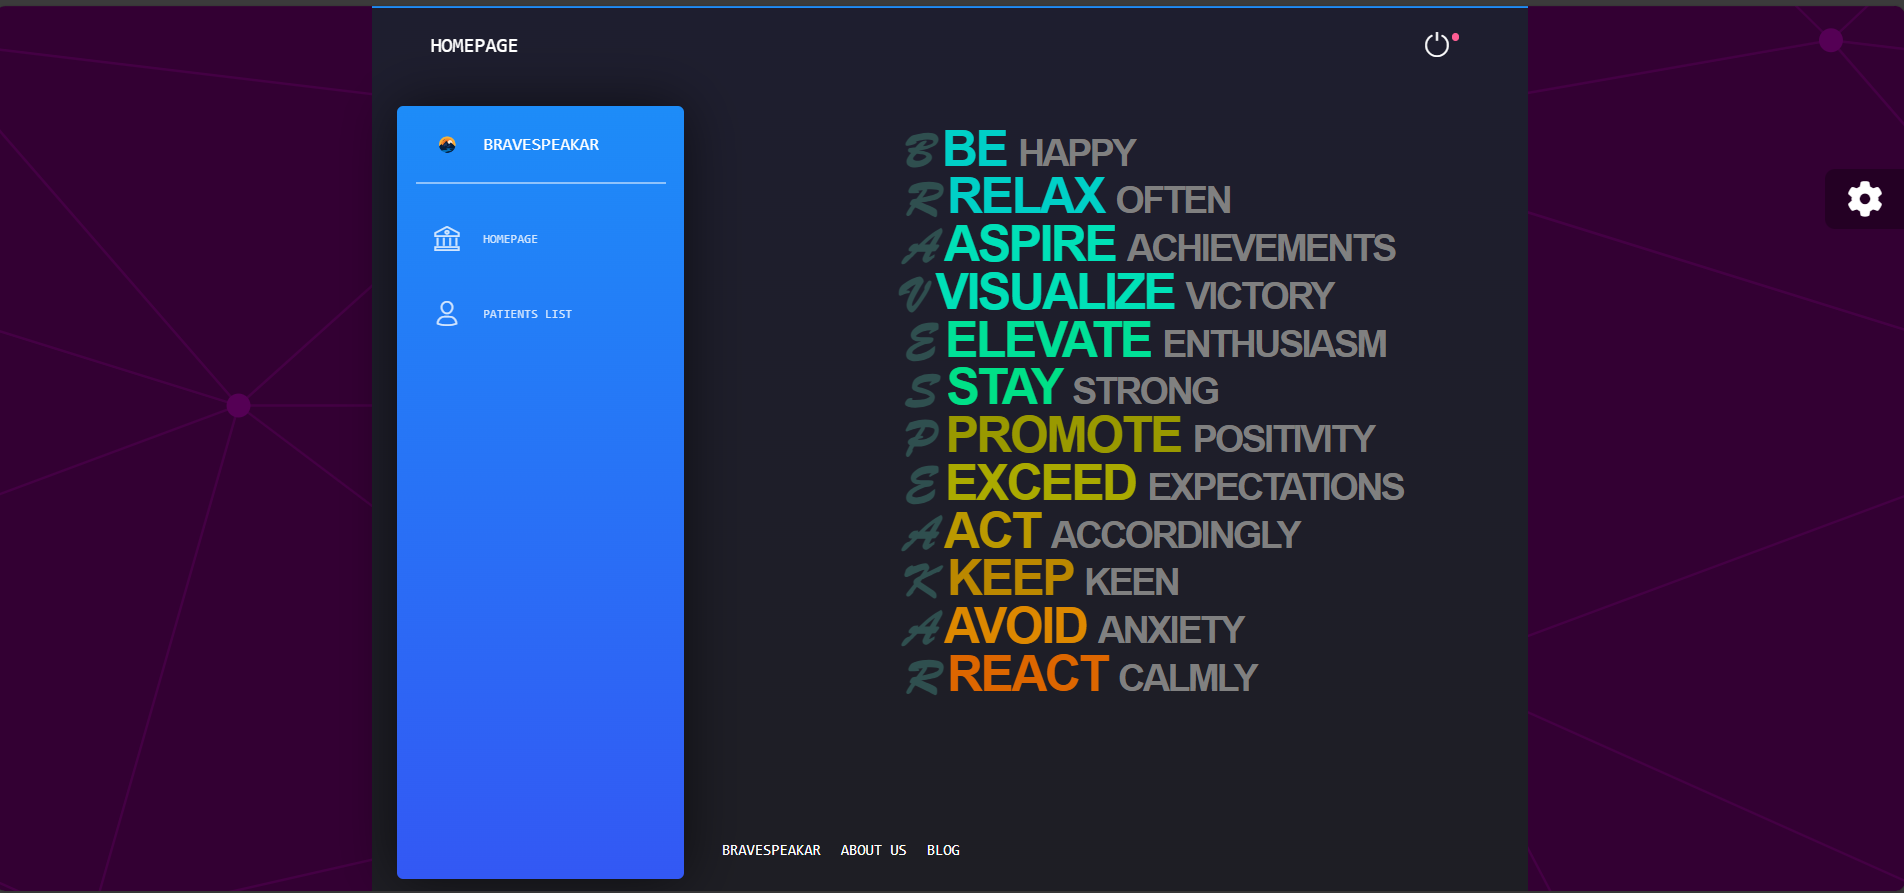 HOMEPAGE
BRAVESPEAKAR
HOMEPAGE
PATIENTS LIST
B BE HAPPY
R RELAX OFTEN
A ASPIRE ACHIEVEMENTS
V VISUALIZE VICTORY
E ELEVATE ENTHUSIASM
S STAY STRONG
P PROMOTE POSITIVITY
E EXCEED EXPECTATIONS
A ACT ACCORDINGLY
K KEEP KEEN
A AVOID ANXIETY
R REACT CALMLY
BRAVESPEAKAR ABOUT US BLOG